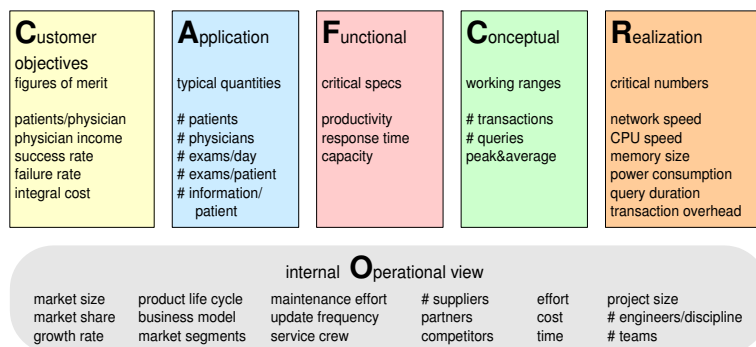 Customer
objectives
figures of merit
patients/physician
physician income
success rate
failure rate
integral cost
Application
typical quantities
# patients
# physicians
# exams/day
# exams/patient
# information/
patient
Functional
critical specs
productivity
response time
capacity
Conceptual
working ranges
# transactions
# queries
peak&average
Realization
critical numbers
network speed
CPU speed
memory size
power consumption
query duration
transaction overhead
internal Operational view
market size product life cycle maintenance effort # suppliers effort project size
market share business model update frequency partners cost # engineers/discipline
growth rate market segments service crew competitors time # teams